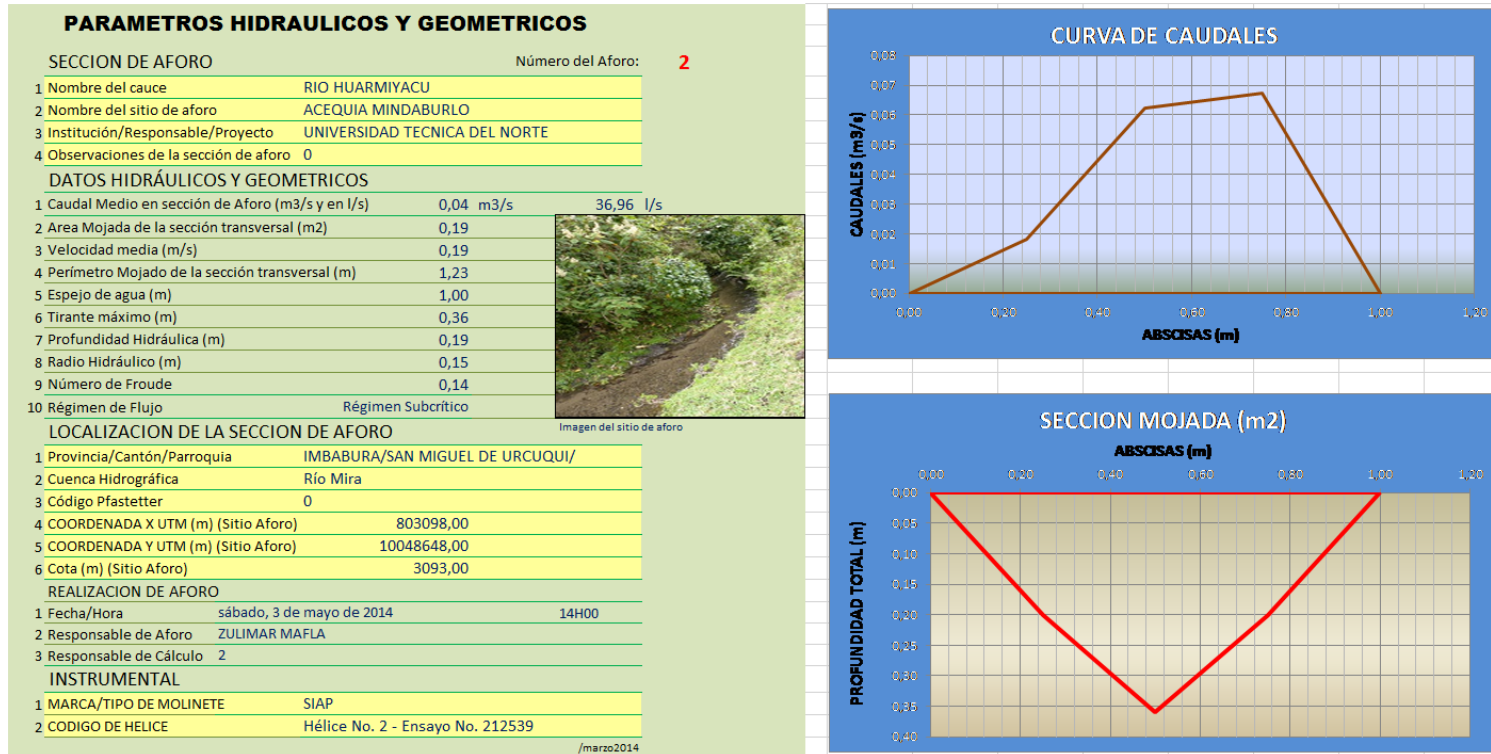 PARAMETROS HIDRAULICOS Y GEOMETRICOS
SECCION DE AFORO Número del Aforo: 2
1 Nombre del cauce RIO HUARMIYACU
2 Nombre del sitio de aforo ACEQUIA MINDABURLO
3 Institución/Responsable/Proyecto UNIVERSIDAD TECNICA DEL NORTE
4 Observaciones de la sección de aforo 0
DATOS HIDRÁULICOS Y GEOMETRICOS
1 Caudal Medio en sección de Aforo (m3/s y en l/s) 0,04 m3/s 36,96 l/s
2 Area Mojada de la sección transversal (m2) 0,19
3 Velocidad media (m/s) 0,19
4 Perímetro Mojado de la sección transversal (m) 1,23
5 Espejo de agua (m) 1,00
6 Tirante máximo (m) 0,36
7 Profundidad Hidráulica (m) 0,19
8 Radio Hidráulico (m) 0,15
9 Número de Froude 0,14
10 Régimen de Flujo Régimen Subcrítico
Imagen del sitio de aforo
LOCALIZACION DE LA SECCION DE AFORO
1 Provincia/Cantón/Parroquia IMBABURA/SAN MIGUEL DE URCUQUI/
2 Cuenca Hidrográfica Río Mira
3 Código Pfastetter 0
4 COORDENADA X UTM (m) (Sitio Aforo) 803098,00
5 COORDENADA Y UTM (m) (Sitio Aforo) 10048648,00
6 Cota (m) (Sitio Aforo) 3093,00
REALIZACION DE AFORO
1 Fecha/Hora sábado, 3 de mayo de 2014 14H00
2 Responsable de Aforo ZULIMAR MAFLA
3 Responsable de Cálculo 2
INSTRUMENTAL
1 MARCA/TIPO DE MOLINETE SIAP
2 CODIGO DE HELICE Hélice No. 2 - Ensayo No. 212539
/marzo2014
CURVA DE CAUDALES
CAUDALES (m3/s)
0,08
0,07
0,06
0,05
0,04
0,03
0,02
0,01
0,00
0,00 0,20 0,40 0,60 0,80 1,00 1,20
ABSCISAS (m)
SECCION MOJADA (m2)
ABSCISAS (m)
0,00 0,20 0,40 0,60 0,80 1,00 1,20
PROFUNDIDAD TOTAL (m)
0,00
0,05
0,10
0,15
0,20
0,25
0,30
0,35
0,40